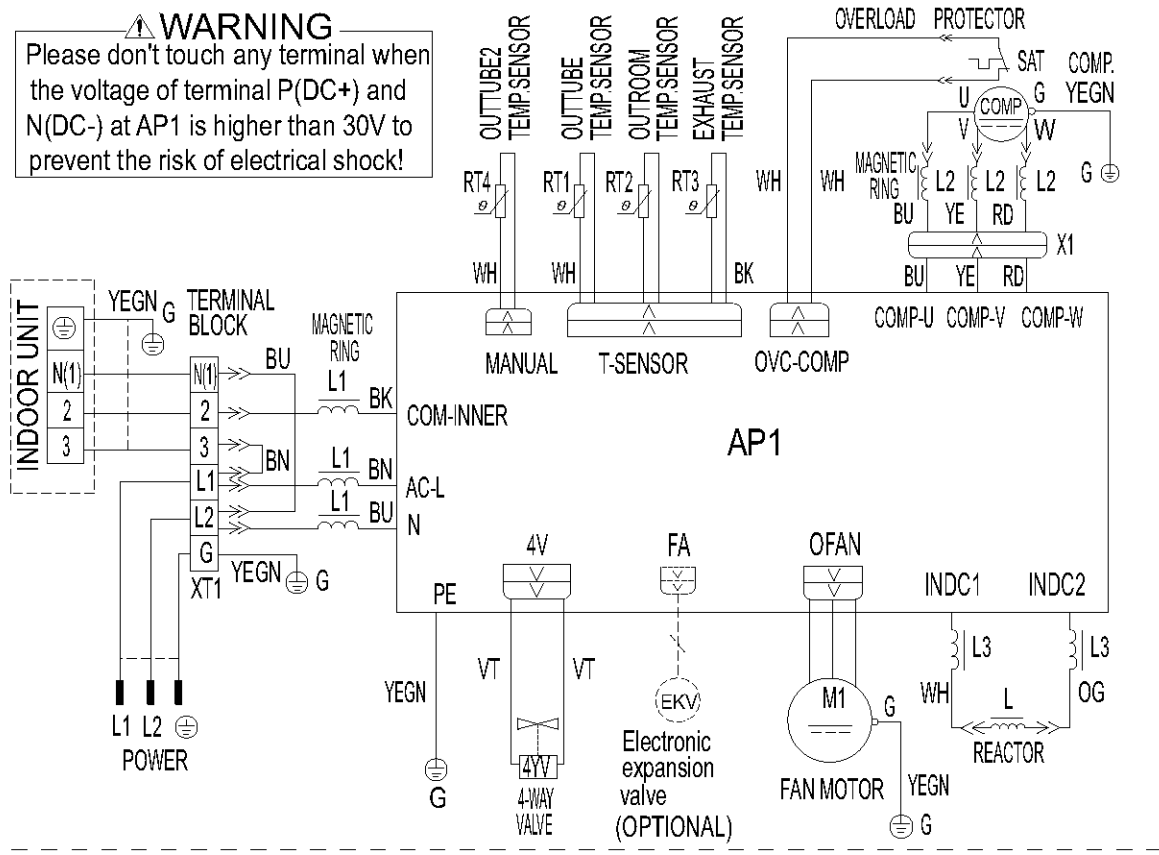 WARNING
Please don't touch any terminal when
the voltage of terminal P(DC+) and
N(DC-) at AP1 is higher than 30V to
prevent the risk of electrical shock!
OUTTUBE2
TEMP.SENSOR
OUTTUBE
TEMP.SENSOR
OUTROOM
TEMP.SENSOR
EXHAUST
TEMP.SENSOR
OVERLOAD PROTECTOR
SAT
COMP.
YEGN
U
COMP
G
V
W
RT4
θ
RT1
θ
RT2
θ
RT3
θ
WH
WH
MAGNETIC
RING
L2
L2
L2
G
BU
YE
RD
X1
WH
WH
BK
BU
YE
RD
COMP-U
COMP-V
COMP-W
MANUAL
T-SENSOR
OVC-COMP
INDOOR UNIT
N(1)
2
3
YEGN
G
TERMINAL
BLOCK
N(1)
2
3
L1
L2
G
XT1
BU
BN
MAGNETIC
RING
L1
BK
COM-INNER
L1
BN
AC-L
L1
BU
N
AP1
YEGN
G
L1
L2
POWER
PE
YEGN
G
4V
VT
VT
4YV
4-WAY
VALVE
FA
EKV
Electronic
expansion
valve
(OPTIONAL)
OFAN
M1
G
FAN MOTOR
YEGN
G
INDC1
INDC2
L3
L3
WH
L
OG
REACTOR